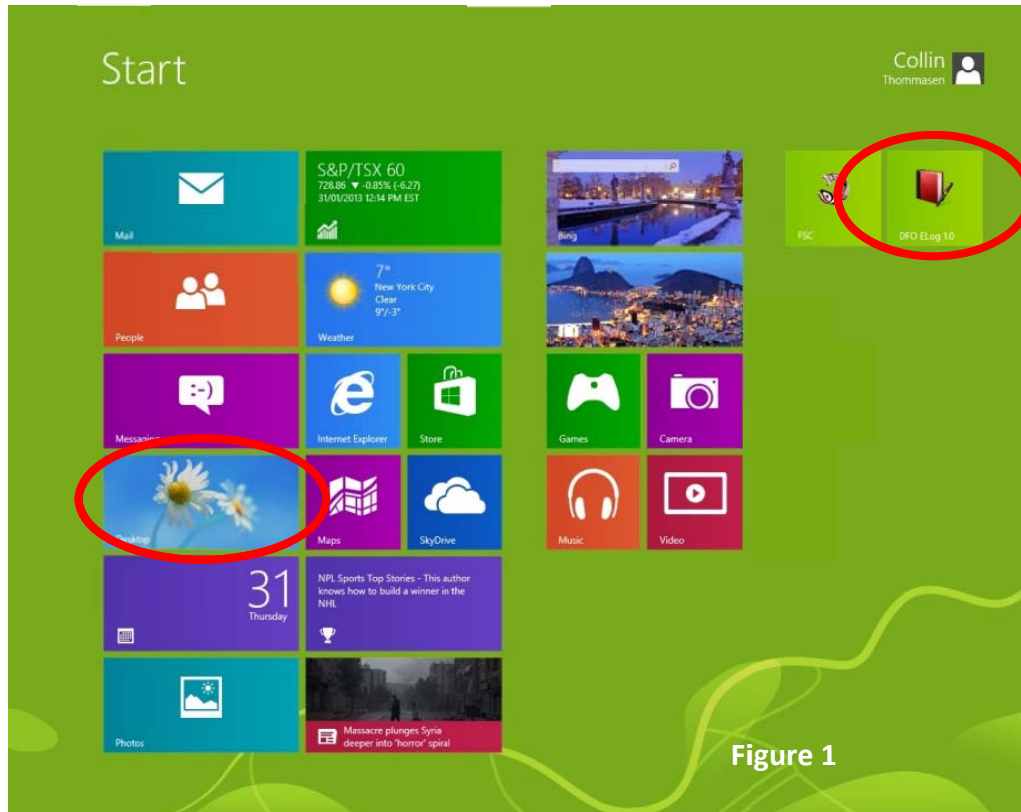 Start
Collin
Thommasen
Mail
S&P/TSX 60
728.86 ▼ -0.85% (-6.27)
31/01/2013 12:14 PM EST
Bing
FSC
DFO ELog 1.0
People
7°
New York City
Clear
9°/-3°
Weather
Messaging
:-)
Internet Explorer
Store
Games
Camera
Desktop
Maps
SkyDrive
Music
Video
31
Thursday
NPL Sports Top Stories - This author
knows how to build a winner in the
NHL
Photos
Massacre plunges Syria
deeper into 'horror' spiral
Figure 1